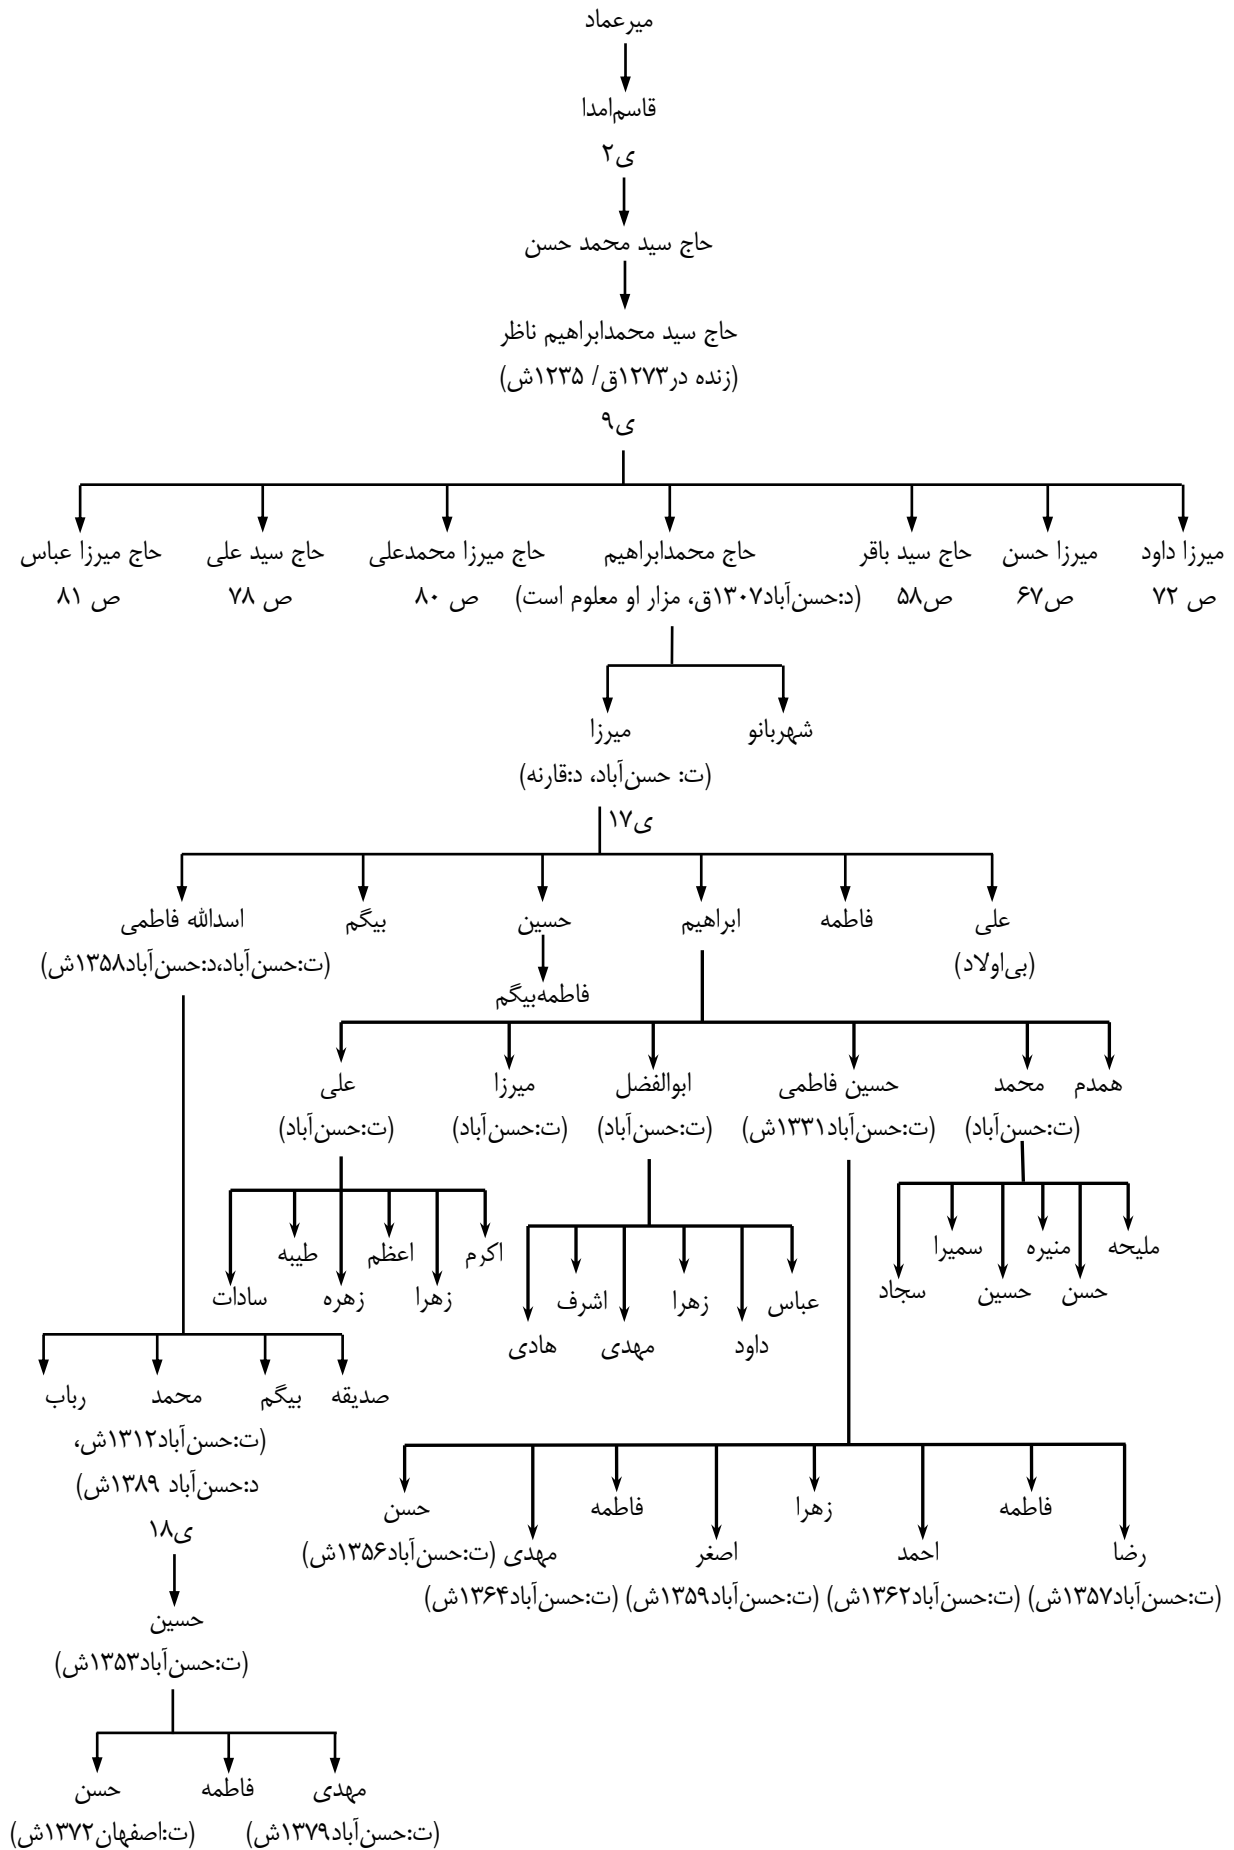 میرعماد
قاسم‌امدا
ی۲
حاج سید محمد حسن
حاج سید محمدابراهیم ناظر
(زنده در۱۲۷۳ق/ ۱۲۳۵ش)
ی۹
میرزا داود میرزا حسن حاج سید باقر حاج محمدابراهیم حاج میرزا محمدعلی حاج سید علی حاج میرزا عباس
ص ۷۲ ص۶۷ ص۵۸ (د:حسن‌آباد۱۳۰۷ق، مزار او معلوم است) ص ۸۰ ص ۷۸ ص ۸۱
شهربانو میرزا
(ت: حسن‌آباد، د:قارنه)
ی۱۷
علی فاطمه ابراهیم حسین بیگم اسدالله فاطمی
(بی‌اولاد) (ت:حسن‌آباد،د:حسن‌آباد۱۳۵۸ش)
فاطمه‌بیگم
همدم محمد حسین فاطمی ابوالفضل میرزا علی
(ت:حسن‌آباد) (ت:حسن‌آباد۱۳۳۱ش) (ت:حسن‌آباد) (ت:حسن‌آباد) (ت:حسن‌آباد)
ملیحه منیره سمیرا اکرم اعظم طیبه
حسن حسین سجاد عباس زهرا اشرف زهرا زهره سادات
داود مهدی هادی
صدیقه بیگم محمد رباب
(ت:حسن‌آباد۱۳۱۲ش،
د:حسن‌آباد ۱۳۸۹ش)
فاطمه زهرا فاطمه حسن
ی۱۸
رضا احمد اصغر مهدی (ت:حسن‌آباد۱۳۵۶ش)
(ت:حسن‌آباد۱۳۵۷ش) (ت:حسن‌آباد۱۳۶۲ش) (ت:حسن‌آباد۱۳۵۹ش) (ت:حسن‌آباد۱۳۶۴ش)
حسین
(ت:حسن‌آباد۱۳۵۳ش)
مهدی فاطمه حسن
(ت:حسن‌آباد۱۳۷۹ش) (ت:اصفهان۱۳۷۲ش)